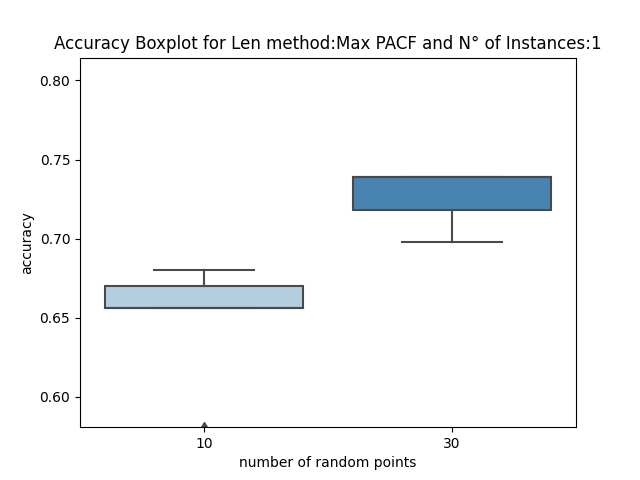 Accuracy Boxplot for Len method:Max PACF and N° of Instances:1
0.80
0.75
0.70
0.65
0.60
accuracy
10
30
number of random points